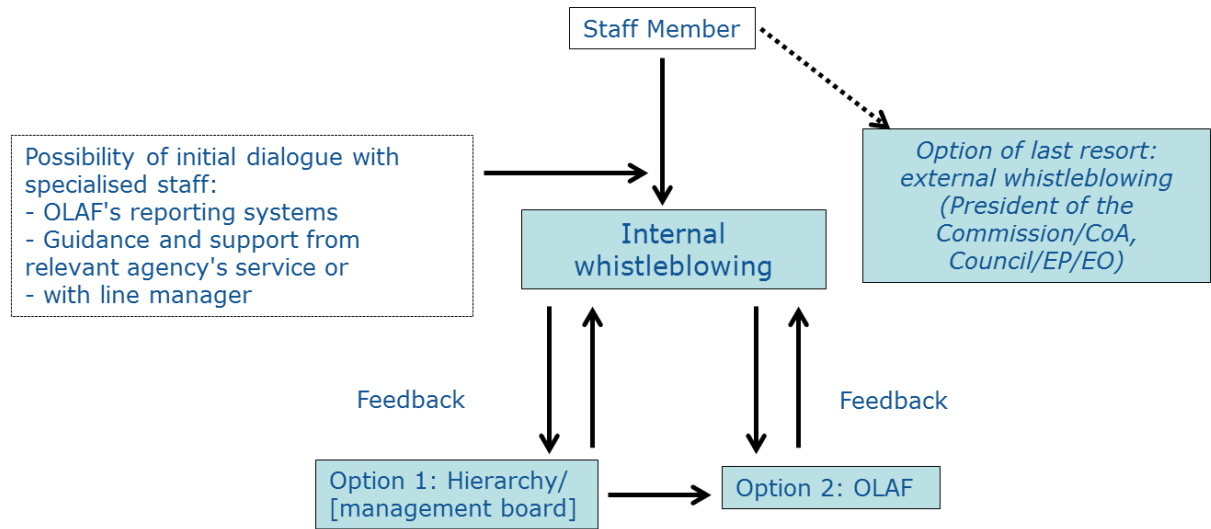 Staff Member
Possibility of initial dialogue with
specialised staff:
- OLAF's reporting systems
- Guidance and support from
relevant agency's service or
- with line manager
Option of last resort:
external whistleblowing
(President of the
Commission/CoA,
Council/EP/EO)
Internal
whistleblowing
Feedback
Feedback
Option 1: Hierarchy/
[management board]
Option 2: OLAF